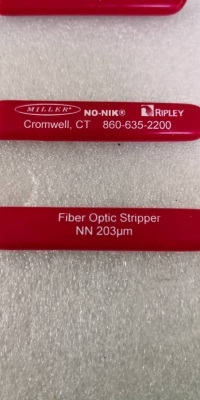 MILLER® NO-NIK® RIPLEY
Cromwell, CT 860-635-2200
Fiber Optic Stripper
NN 203µm